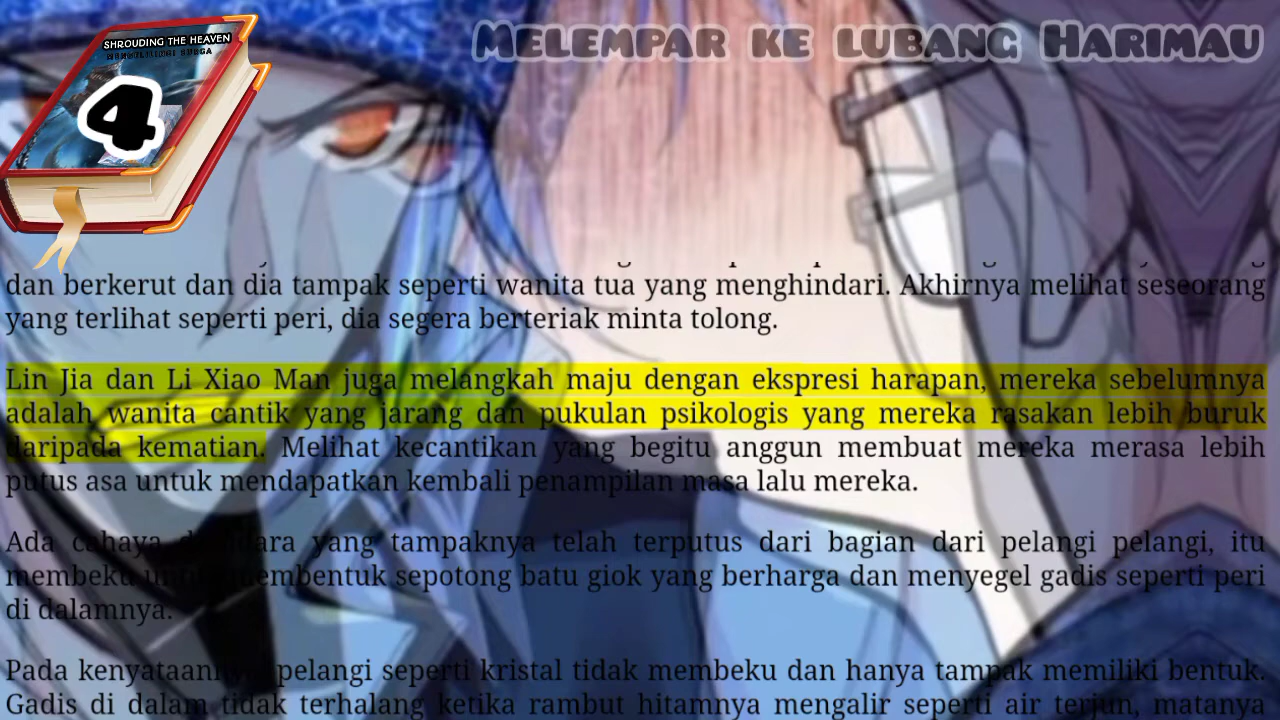 SHROUDING THE HEAVEN
4
Melempar ke lubang Harimau
dan berkerut dan dia tampak seperti wanita tua yang menghindari. Akhirnya melihat seseorang
yang terlihat seperti peri, dia segera berteriak minta tolong.
Lin Jia dan Li Xiao Man juga melangkah maju dengan ekspresi harapan, mereka sebelumnya
adalah wanita cantik yang jarang dan pukulan psikologis yang mereka rasakan lebih buruk
daripada kematian. Melihat kecantikan yang begitu anggun membuat mereka merasa lebih
putus asa untuk mendapatkan kembali penampilan masa lalu mereka.
Ada cahaya di udara yang tampaknya telah terputus dari bagian dari pelangi pelangi, itu
membeku untuk membentuk sepotong batu giok yang berharga dan menyegel gadis seperti peri
di dalamnya.
Pada kenyataannya, pelangi seperti kristal tidak membeku dan hanya tampak memiliki bentuk.
Gadis di dalam tidak terhalang ketika rambut hitamnya mengalir seperti air terjun, matanya